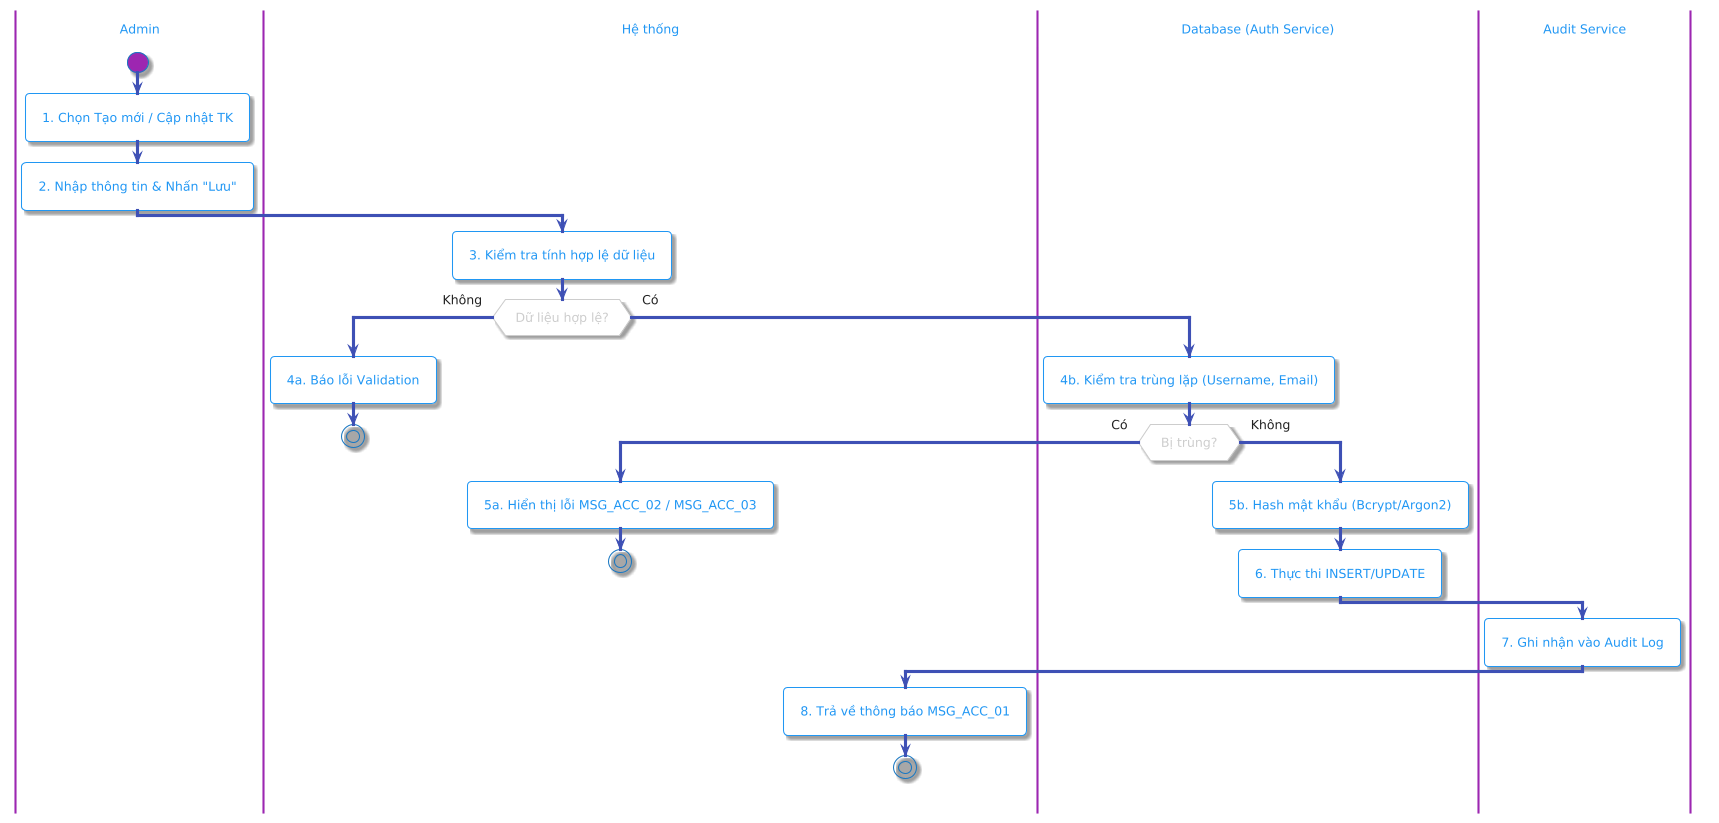 Admin
Hệ thống
Database (Auth Service)
Audit Service
1. Chọn Tạo mới / Cập nhật TK
2. Nhập thông tin & Nhấn "Lưu"
3. Kiểm tra tính hợp lệ dữ liệu
Không
Dữ liệu hợp lệ?
Có
4a. Báo lỗi Validation
4b. Kiểm tra trùng lặp (Username, Email)
Có
Bị trùng?
Không
5a. Hiển thị lỗi MSG_ACC_02 / MSG_ACC_03
5b. Hash mật khẩu (Bcrypt/Argon2)
6. Thực thi INSERT/UPDATE
7. Ghi nhận vào Audit Log
8. Trả về thông báo MSG_ACC_01